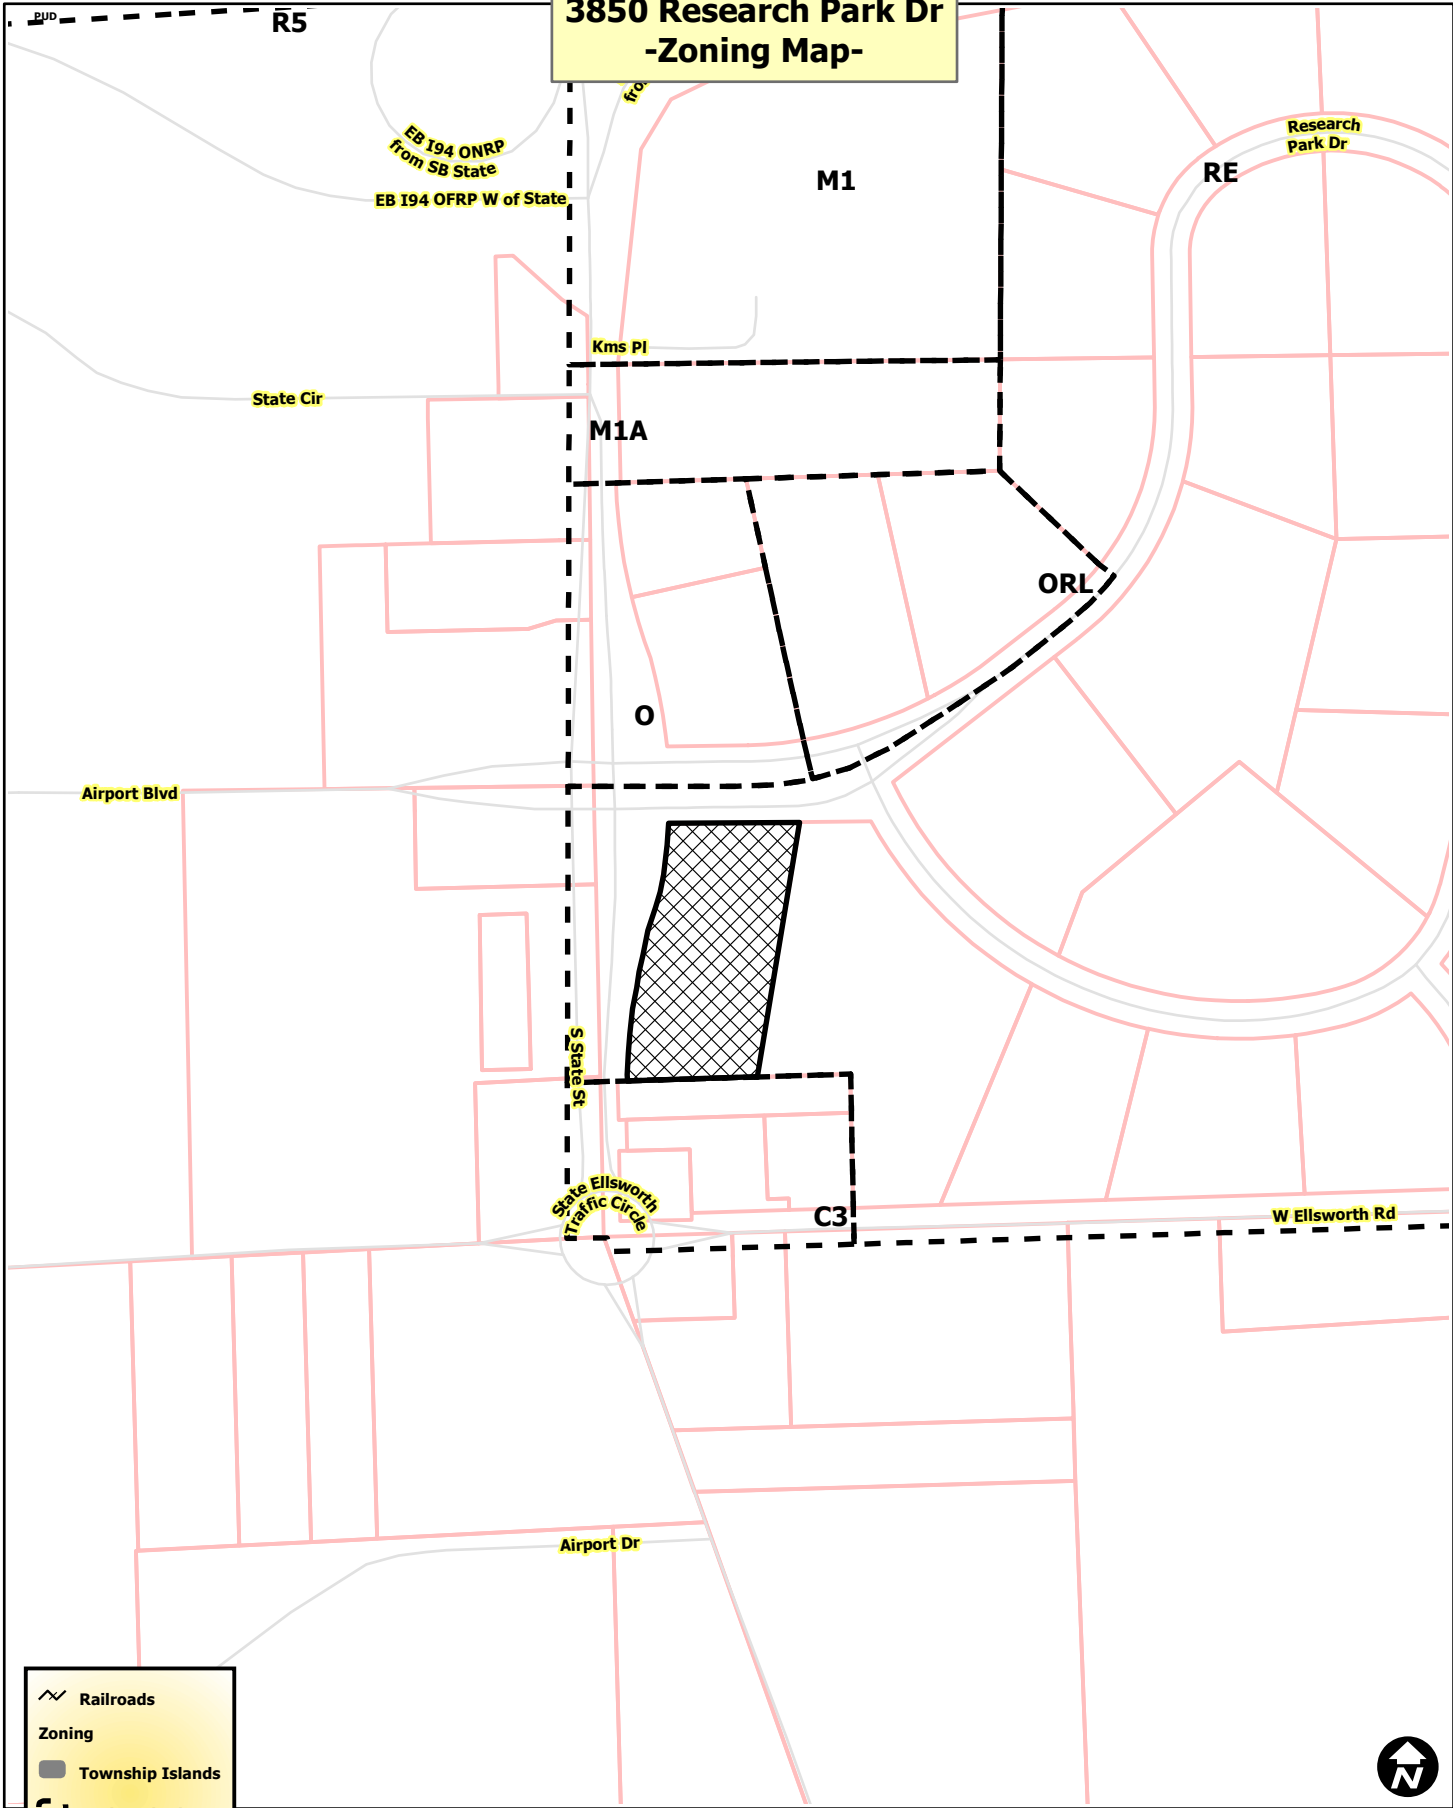 PUD
R5
3850 Research Park Dr
-Zoning Map-
EB I94 ONRP
from SB State
EB I94 OFRP W of State
M1
Research
Park Dr
RE
Kms Pl
State Cir
M1A
ORL
O
Airport Blvd
S State St
State Ellsworth
Traffic Circle
C3
W Ellsworth Rd
Airport Dr
Railroads
Zoning
Township Islands
N